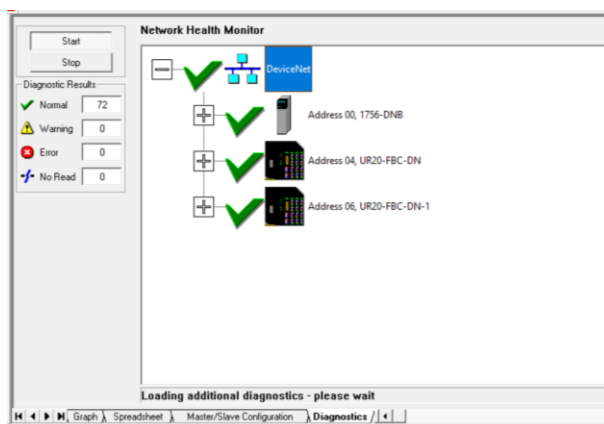 Network Health Monitor
Start
Stop
Diagnostic Results
Normal 72
Warning 0
Error 0
No Read 0
DeviceNet
Address 00, 1756-DNB
Address 04, UR20-FBC-DN
Address 06, UR20-FBC-DN-1
Loading additional diagnostics - please wait
Graph Spreadsheet Master/Slave Configuration Diagnostics